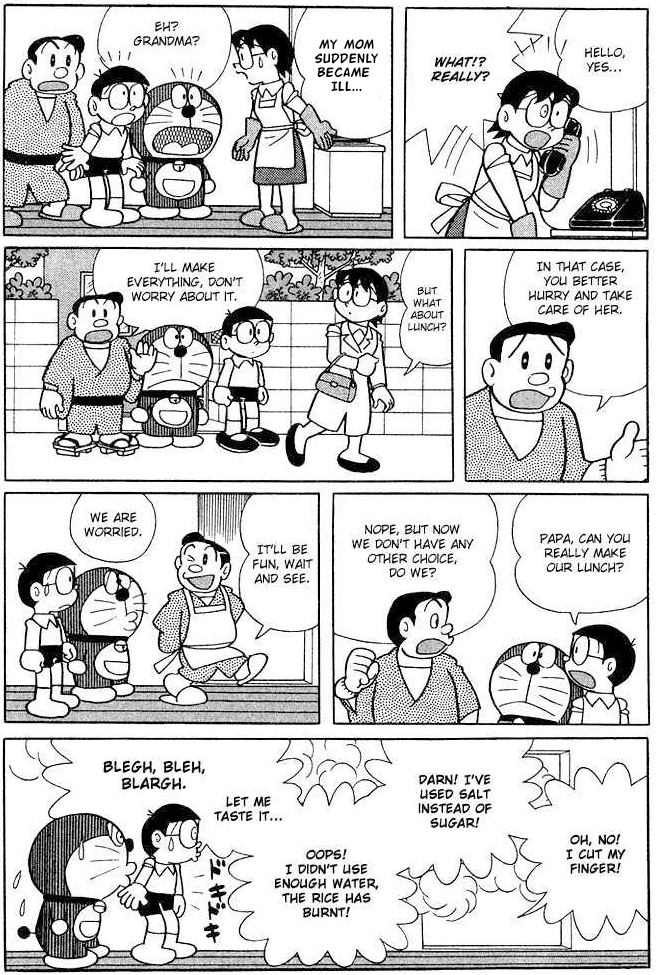 HELLO,
YES...
WHAT!?
REALLY?
MY MOM
SUDDENLY
BECAME
ILL...
EH?
GRANDMA?
IN THAT CASE,
YOU BETTER
HURRY AND TAKE
CARE OF HER.
BUT
WHAT
ABOUT
LUNCH?
I'LL MAKE
EVERYTHING, DON'T
WORRY ABOUT IT.
PAPA, CAN YOU
REALLY MAKE
OUR LUNCH?
NOPE, BUT NOW
WE DON'T HAVE ANY
OTHER CHOICE,
DO WE?
IT'LL BE
FUN, WAIT
AND SEE.
WE ARE
WORRIED.
OH, NO!
I CUT MY
FINGER!
DARN! I'VE
USED SALT
INSTEAD OF
SUGAR!
OOPS!
I DIDN'T USE
ENOUGH WATER,
THE RICE HAS
BURNT!
LET ME
TASTE IT...
BLEGH, BLEH,
BLARGH.
ドキドキ